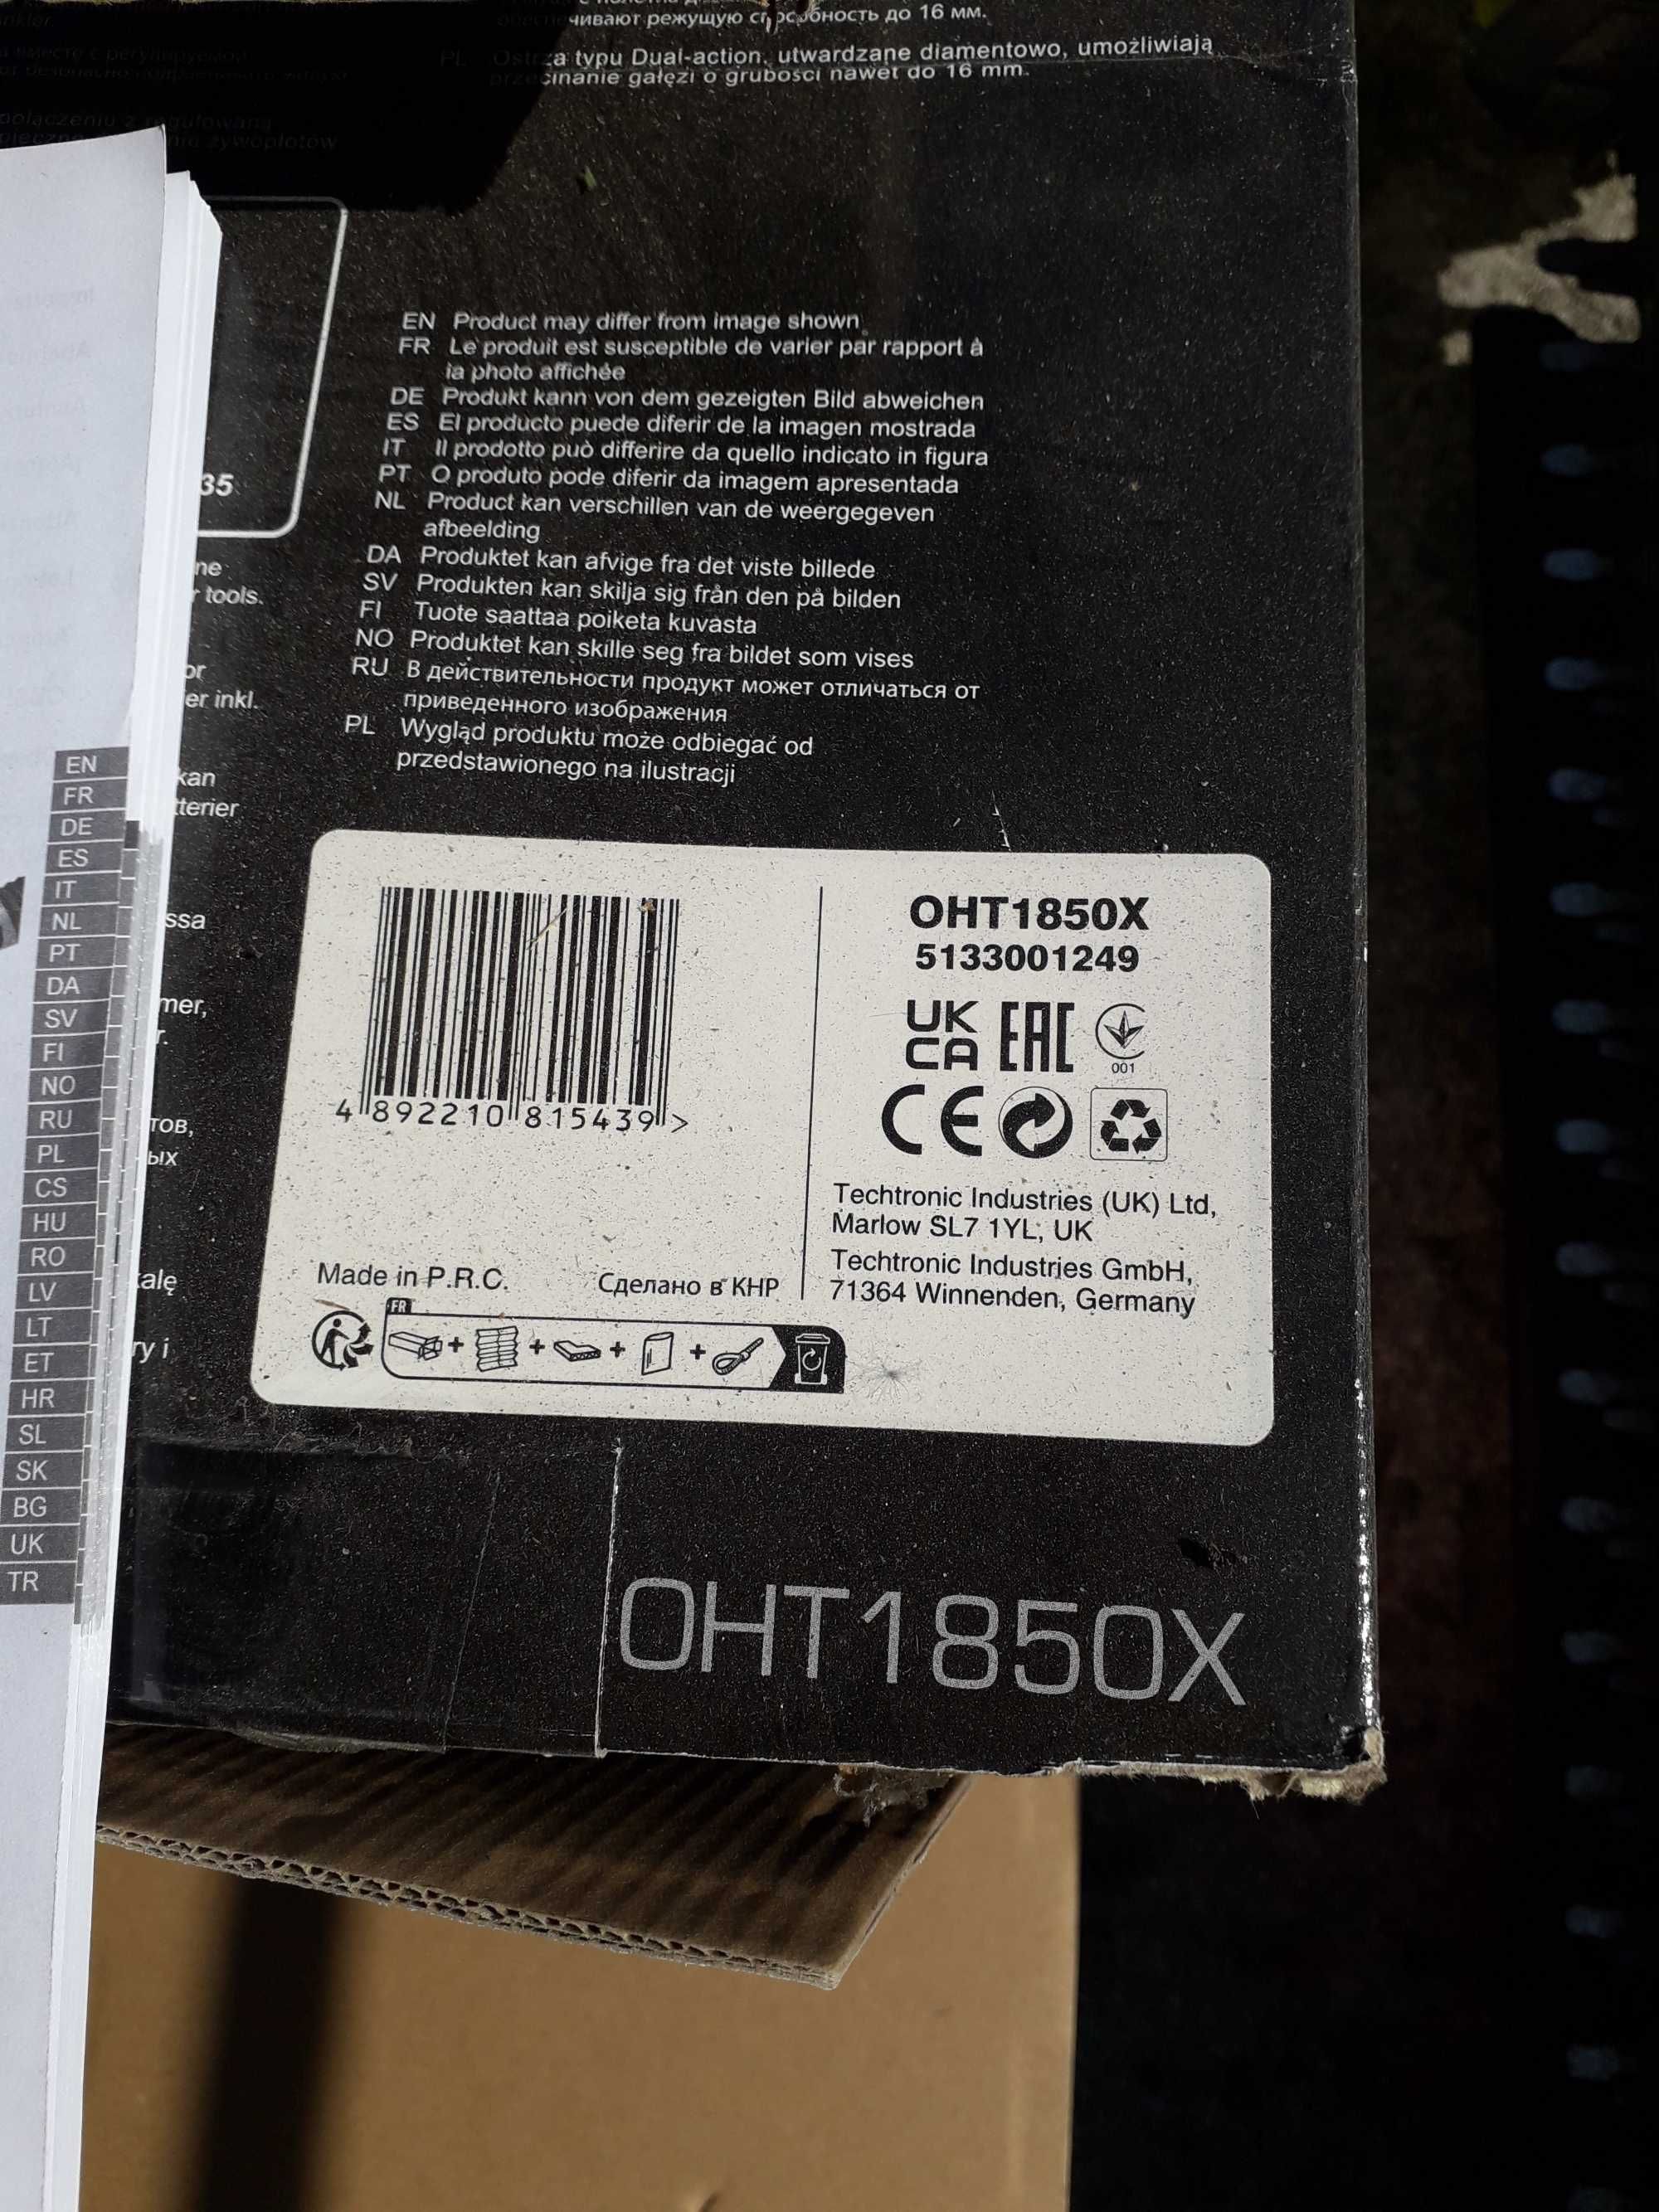 чивают режущую способность до 16 мм.
PL Ostrza typu Dual-action, utwardzane diamentowo, umożliwiają
przecinanie gałęzi o grubości nawet do 16 mm.
EN Product may differ from image shown
FR Le produit est susceptible de varier par rapport à
la photo affichée
DE Produkt kann von dem gezeigten Bild abweichen
ES El producto puede diferir de la imagen mostrada
IT Il prodotto può differire da quello indicato in figura
PT O produto pode diferir da imagem apresentada
NL Product kan verschillen van de weergegeven
afbeelding
DA Produktet kan afvige fra det viste billede
SV Produkten kan skilja sig från den på bilden
FI Tuote saattaa poiketa kuvasta
NO Produktet kan skille seg fra bildet som vises
RU В действительности продукт может отличаться от
приведенного изображения
PL Wygląd produktu może odbiegać od
przedstawionego na ilustracji
35
ne
r tools.
or
er inkl.
kan
tterier
ssa
mer,
r.
тов,
ых
alę
ry i
EN
FR
DE
ES
IT
NL
PT
DA
SV
FI
NO
RU
PL
CS
HU
RO
LV
LT
ET
HR
SL
SK
BG
UK
TR
4 892210 815439 >
OHT1850X
5133001249
UK
CA
EAC
001
CE
Techtronic Industries (UK) Ltd,
Marlow SL7 1YL, UK
Techtronic Industries GmbH,
71364 Winnenden, Germany
Made in P.R.C. Сделано в КНР
FR
OHT1850X